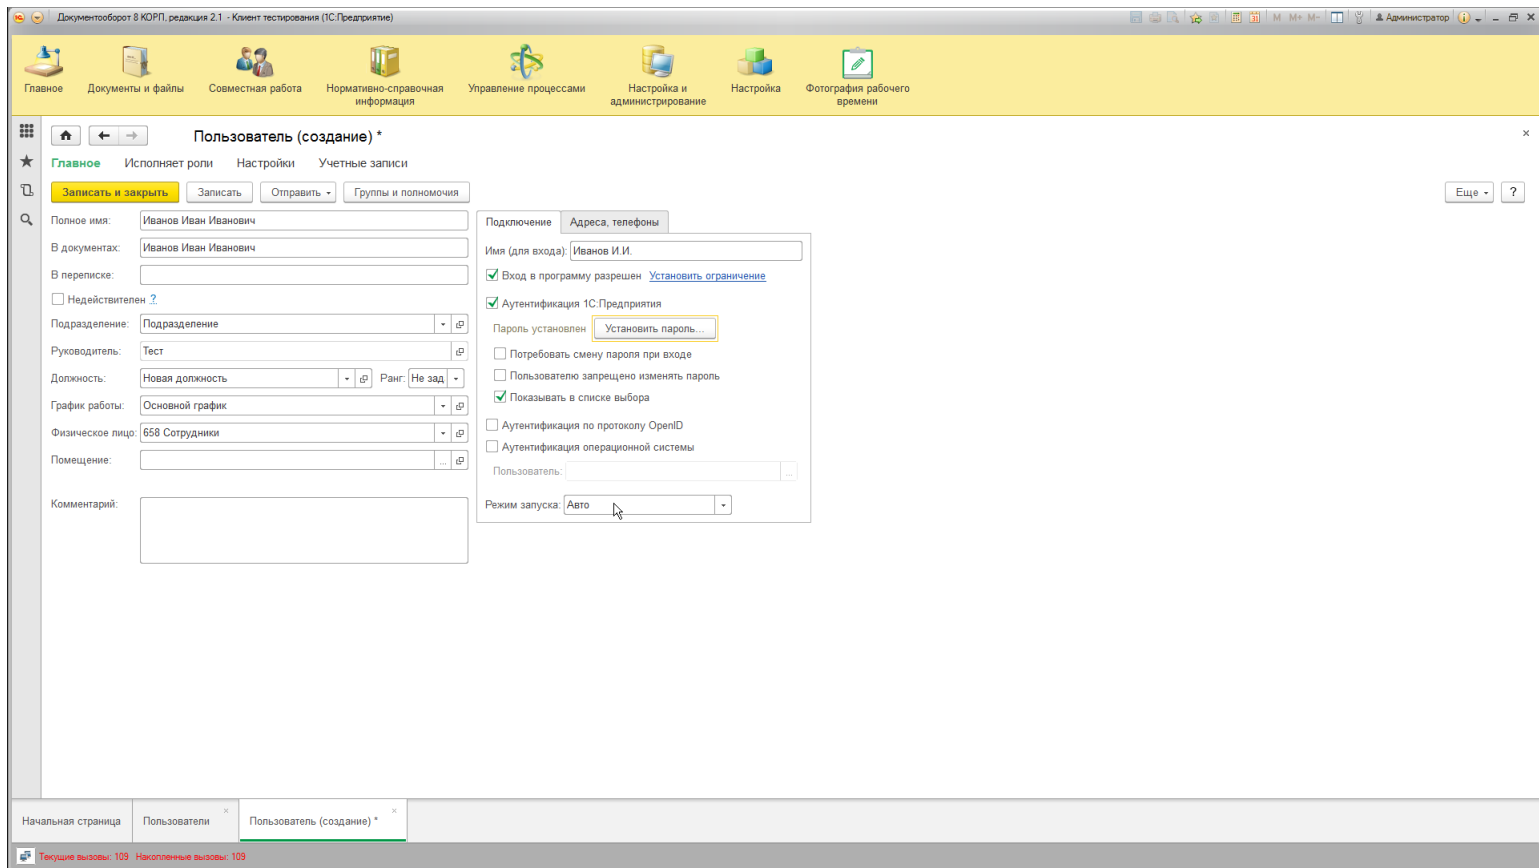 Документооборот 8 КОРП, редакция 2.1 - Клиент тестирования (1С:Предприятие)
M M+ M- Администратор
Главное Документы и файлы Совместная работа Нормативно-справочная информация Управление процессами Настройка и администрирование Настройка Фотография рабочего времени
Пользователь (создание) *
Главное Исполняет роли Настройки Учетные записи
Записать и закрыть Записать Отправить Группы и полномочия Еще ?
Полное имя: Иванов Иван Иванович
В документах: Иванов Иван Иванович
В переписке:
Недействителен ?
Подразделение: Подразделение
Руководитель: Тест
Должность: Новая должность Ранг: Не зад
График работы: Основной график
Физическое лицо: 658 Сотрудники
Помещение: ...
Комментарий:
Подключение Адреса, телефоны
Имя (для входа): Иванов И.И.
Вход в программу разрешен Установить ограничение
Аутентификация 1С:Предприятия
Пароль установлен Установить пароль...
Потребовать смену пароля при входе
Пользователю запрещено изменять пароль
Показывать в списке выбора
Аутентификация по протоколу OpenID
Аутентификация операционной системы
Пользователь: ...
Режим запуска: Авто
Начальная страница Пользователи Пользователь (создание) *
Текущие вызовы: 109 Накопленные вызовы: 109